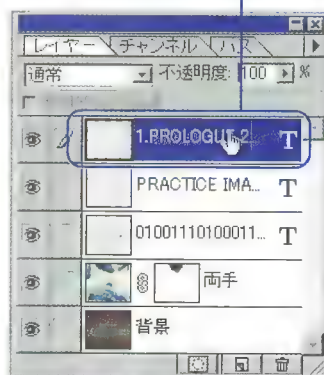 レイヤー チャンネル パス
通常 不透明度: 100 %
1.PROLOGUE 2...
PRACTICE IMA... T
01001110100011... T
両手
背景